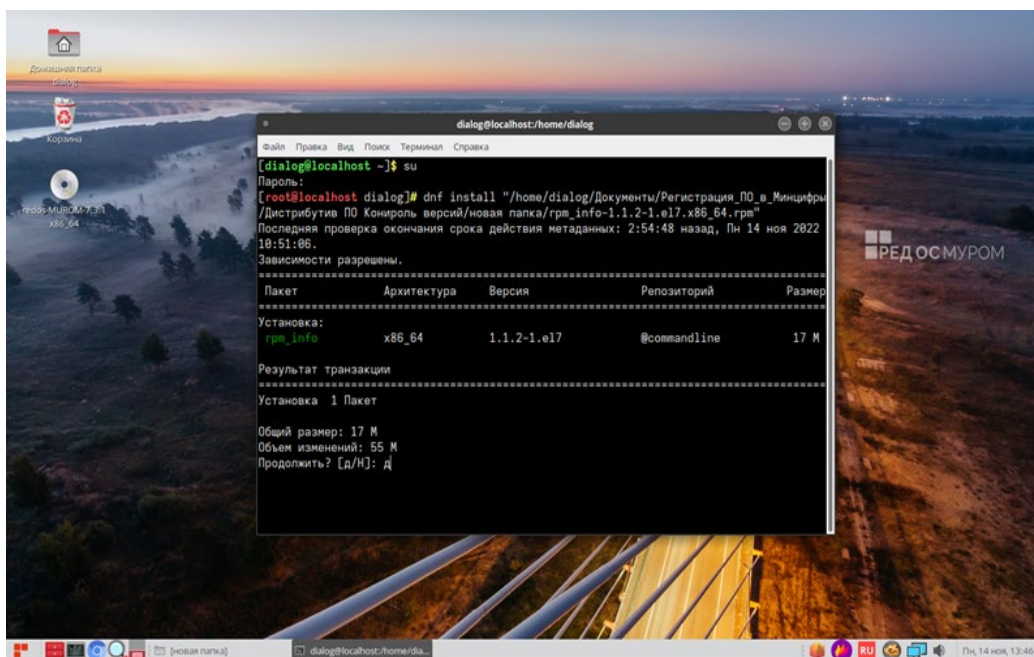 Домашняя папка
dialog
Корзина
redos-MUROM-7.3.1
x86_64
dialog@localhost:/home/dialog
Файл Правка Вид Поиск Терминал Справка
[dialog@localhost ~]$ su
Пароль:
[root@localhost dialog]# dnf install "/home/dialog/Документы/Регистрация_ПО_в_Минцифры
/Дистрибутив ПО Конироль версий/новая папка/rpm_info-1.1.2-1.el7.x86_64.rpm"
Последняя проверка окончания срока действия метаданных: 2:54:48 назад, Пн 14 ноя 2022
10:51:06.
Зависимости разрешены.
Пакет Архитектура Версия Репозиторий Размер
Установка:
rpm_info x86_64 1.1.2-1.el7 @commandline 17 M
Результат транзакции
Установка 1 Пакет
Общий размер: 17 M
Объем изменений: 55 M
Продолжить? [д/Н]: д
РЕД ОС МУРОМ
[новая папка]
dialog@localhost:/home/dia...
RU
Пн, 14 ноя, 13:46